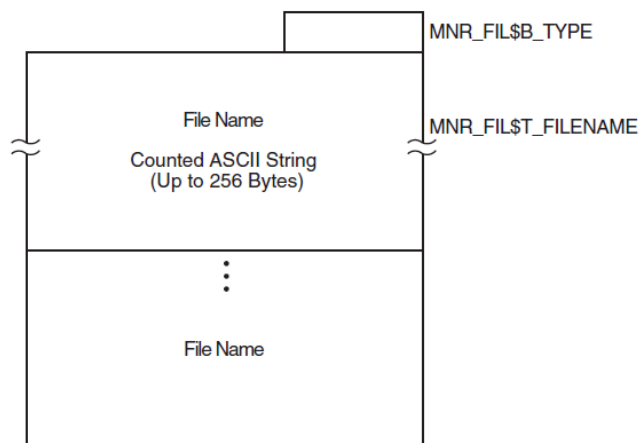 MNR_FIL$B_TYPE
File Name
MNR_FIL$T_FILENAME
Counted ASCII String
(Up to 256 Bytes)
File Name